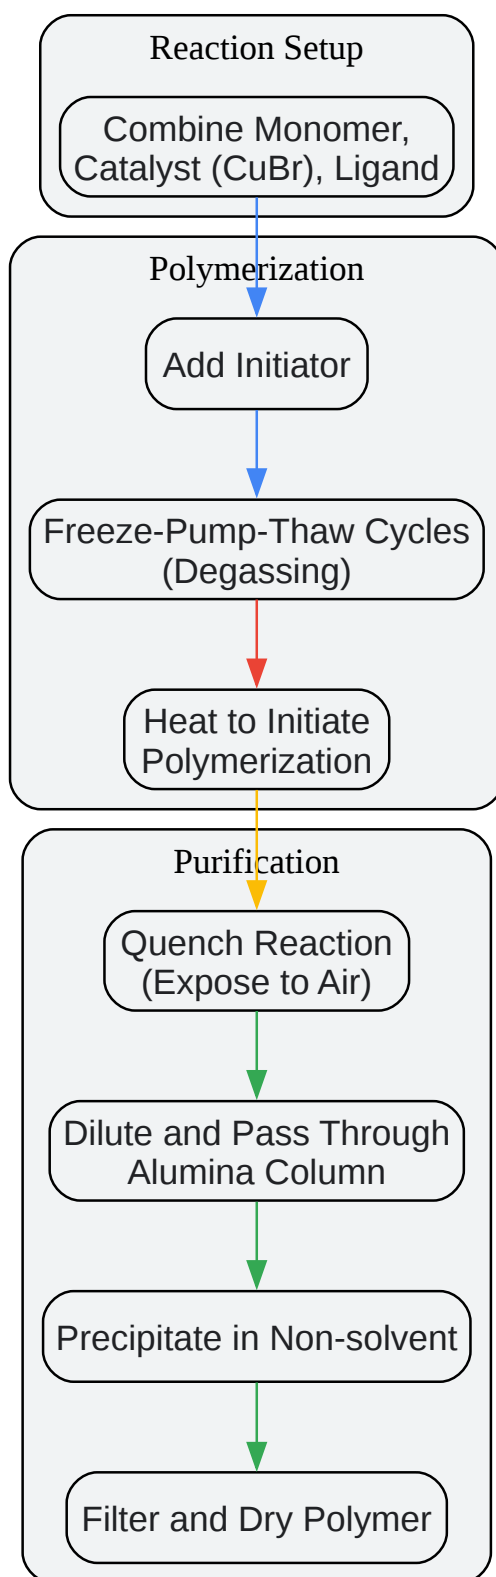 Reaction Setup
Combine Monomer,
Catalyst (CuBr), Ligand
Polymerization
Add Initiator
Freeze-Pump-Thaw Cycles
(Degassing)
Heat to Initiate
Polymerization
Purification
Quench Reaction
(Expose to Air)
Dilute and Pass Through
Alumina Column
Precipitate in Non-solvent
Filter and Dry Polymer